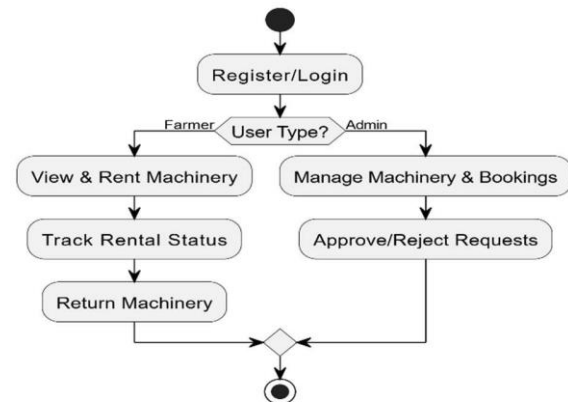 Register/Login
Farmer
User Type?
Admin
View & Rent Machinery
Manage Machinery & Bookings
Track Rental Status
Approve/Reject Requests
Return Machinery